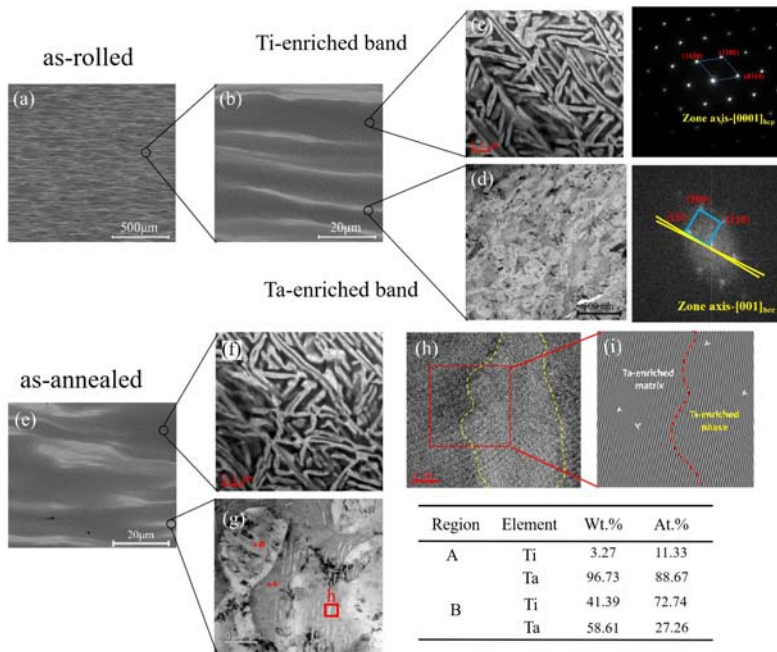 as-rolled
Ti-enriched band
(a)
500μm
(b)
20μm
(c)
Zone axis-[0001]hcp
Ta-enriched band
(d)
Zone axis-[001]bcc
as-annealed
(e)
20μm
(f)
(g)
+B
+A
h
(h)
(i)
Ta-enriched
matrix
Ti-enriched
phase
Region Element Wt.% At.%
A Ti 3.27 11.33
Ta 96.73 88.67
B Ti 41.39 72.74
Ta 58.61 27.26